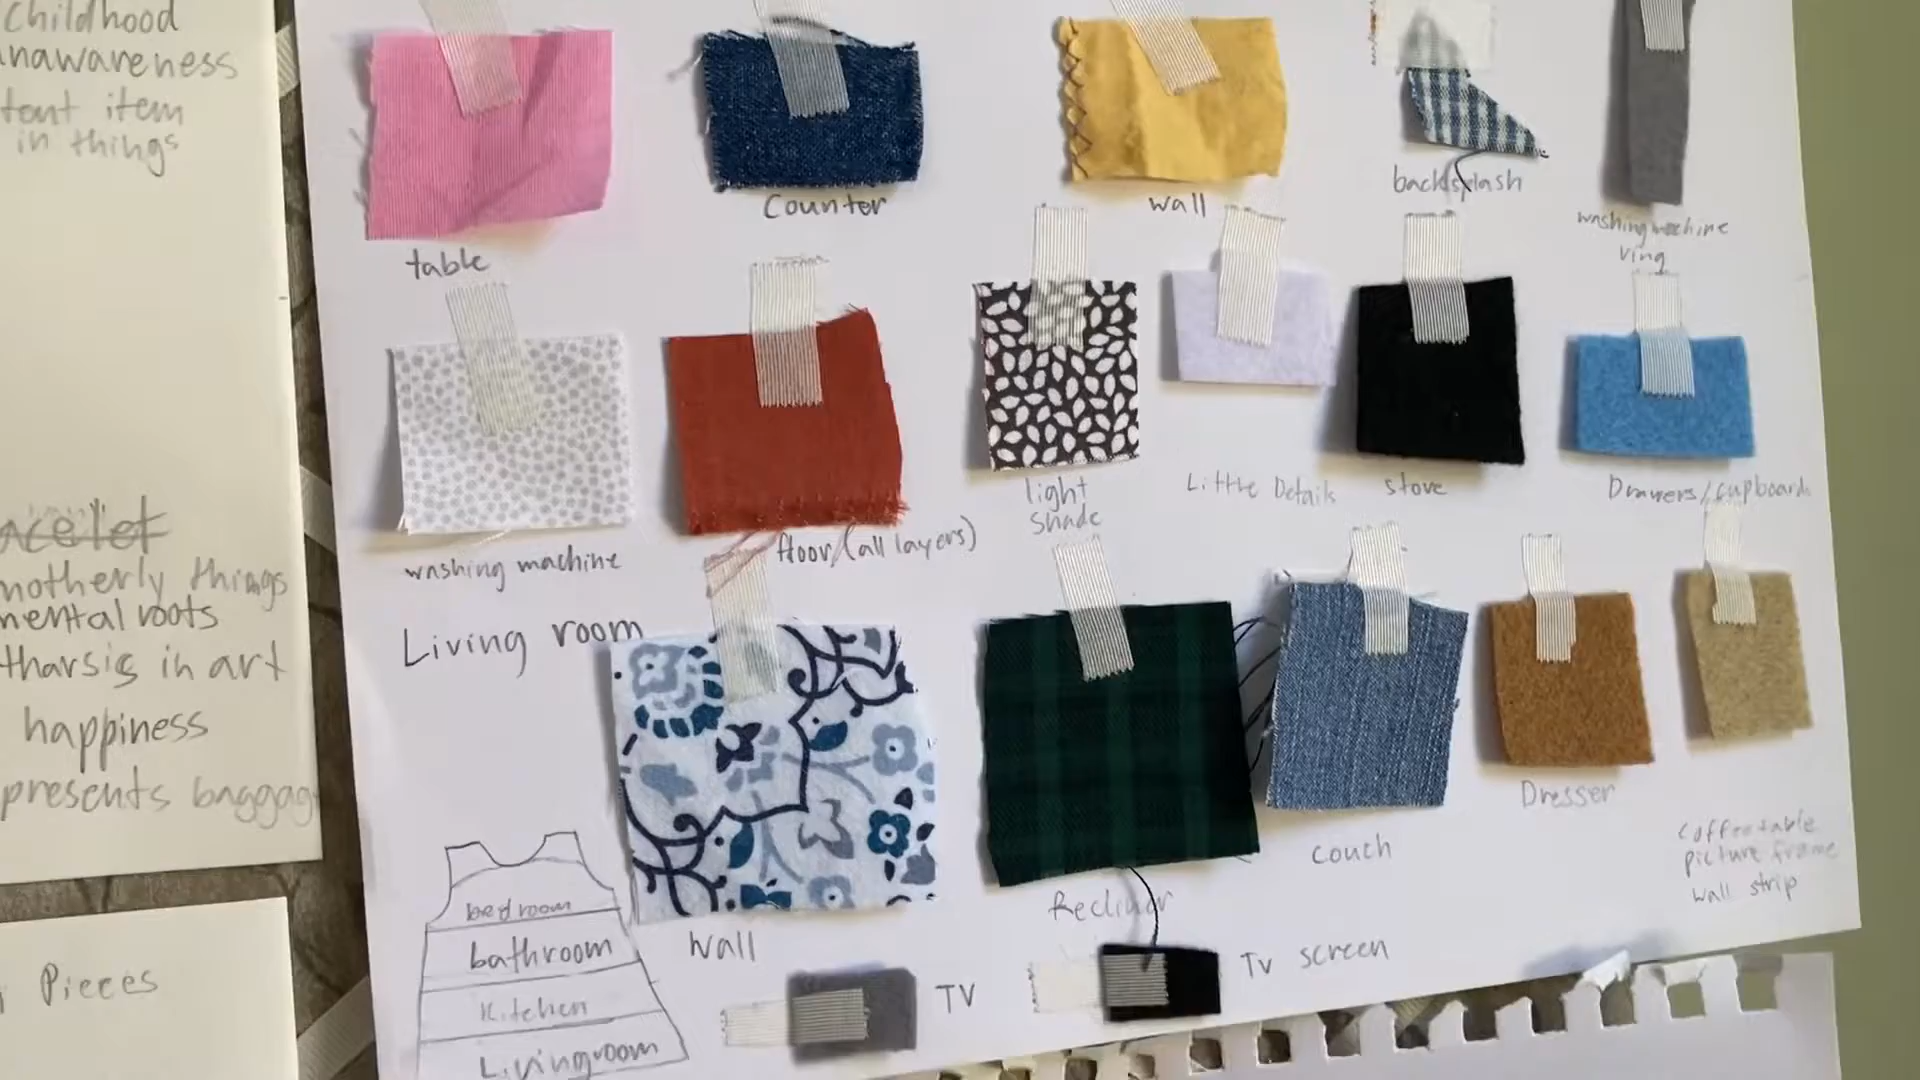 childhood
unawareness
item
in things
acelet
motherly things
mental roots
tharsis in art
happiness
presents baggag
Pieces
table
Counter
wall
backsplash
washing machine
ring
washing machine
floor (all layers)
light
shade
Little Details
stove
Drawers/cupboards
Living room
Wall
Recliner
couch
Dresser
coffee table
picture frame
wall strip
TV
Tv screen
bedroom
bathroom
Kitchen
Livingroom